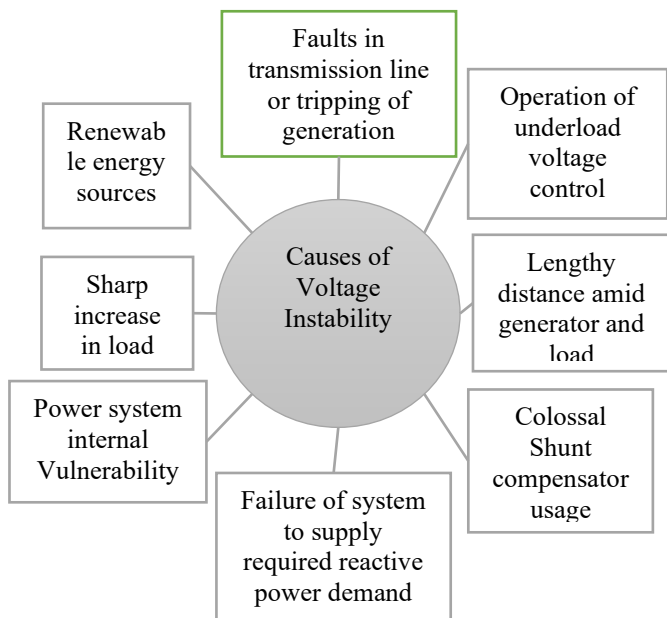 Faults in
transmission line
or tripping of
generation
Operation of
underload
voltage
control
Lengthy
distance amid
generator and
load
Colossal
Shunt
compensator
usage
Failure of system
to supply
required reactive
power demand
Power system
internal
Vulnerability
Sharp
increase
in load
Renewab
le energy
sources
Causes of
Voltage
Instability